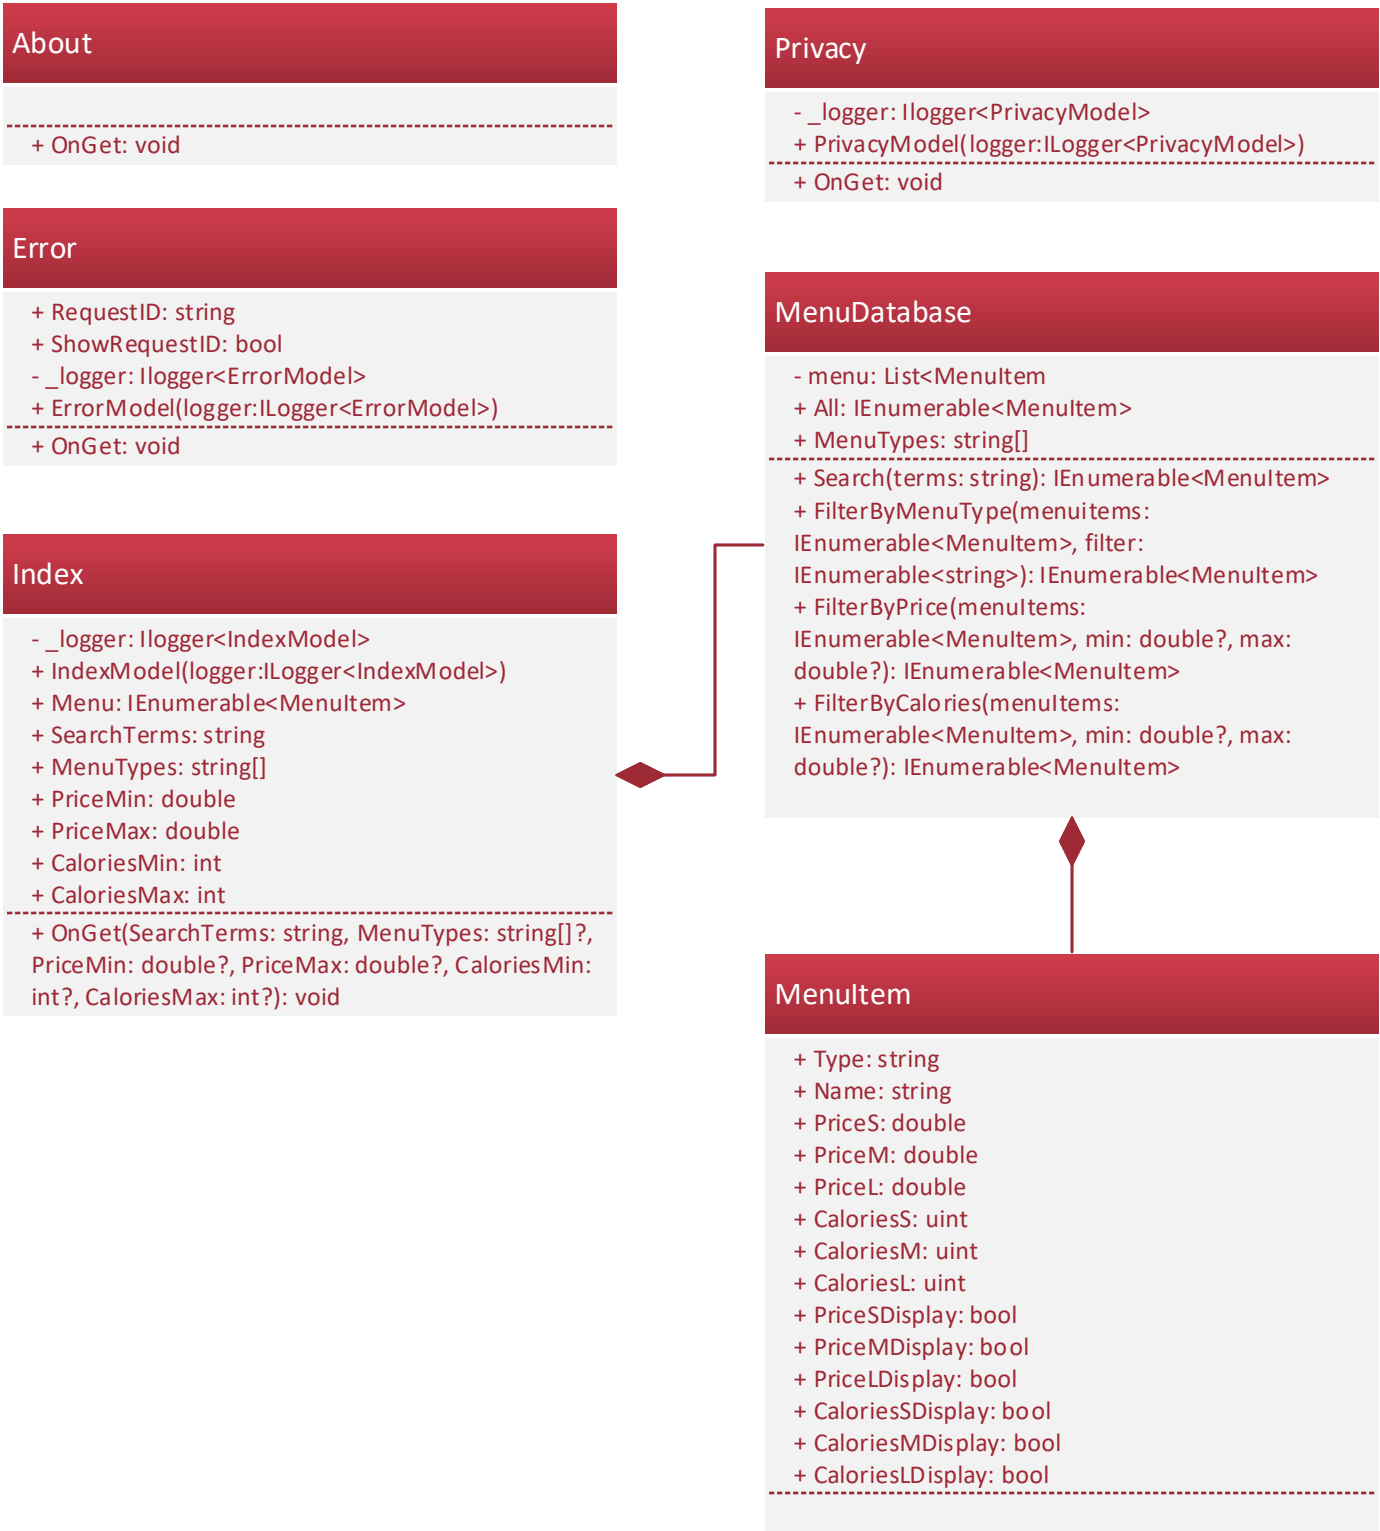 About
+ OnGet: void
Error
+ RequestID: string
+ ShowRequestID: bool
- _logger: Ilogger<ErrorModel>
+ ErrorModel(logger:ILogger<ErrorModel>)
+ OnGet: void
Index
- _logger: Ilogger<IndexModel>
+ IndexModel(logger:ILogger<IndexModel>)
+ Menu: IEnumerable<MenuItem>
+ SearchTerms: string
+ MenuTypes: string[]
+ PriceMin: double
+ PriceMax: double
+ CaloriesMin: int
+ CaloriesMax: int
+ OnGet(SearchTerms: string, MenuTypes: string[]?,
PriceMin: double?, PriceMax: double?, CaloriesMin:
int?, CaloriesMax: int?): void
Privacy
- _logger: Ilogger<PrivacyModel>
+ PrivacyModel(logger:ILogger<PrivacyModel>)
+ OnGet: void
MenuDatabase
- menu: List<MenuItem
+ All: IEnumerable<MenuItem>
+ MenuTypes: string[]
+ Search(terms: string): IEnumerable<MenuItem>
+ FilterByMenuType(menuitems:
IEnumerable<MenuItem>, filter:
IEnumerable<string>): IEnumerable<MenuItem>
+ FilterByPrice(menuItems:
IEnumerable<MenuItem>, min: double?, max:
double?): IEnumerable<MenuItem>
+ FilterByCalories(menuItems:
IEnumerable<MenuItem>, min: double?, max:
double?): IEnumerable<MenuItem>
MenuItem
+ Type: string
+ Name: string
+ PriceS: double
+ PriceM: double
+ PriceL: double
+ CaloriesS: uint
+ CaloriesM: uint
+ CaloriesL: uint
+ PriceSDisplay: bool
+ PriceMDisplay: bool
+ PriceLDisplay: bool
+ CaloriesSDisplay: bool
+ CaloriesMDisplay: bool
+ CaloriesLDisplay: bool